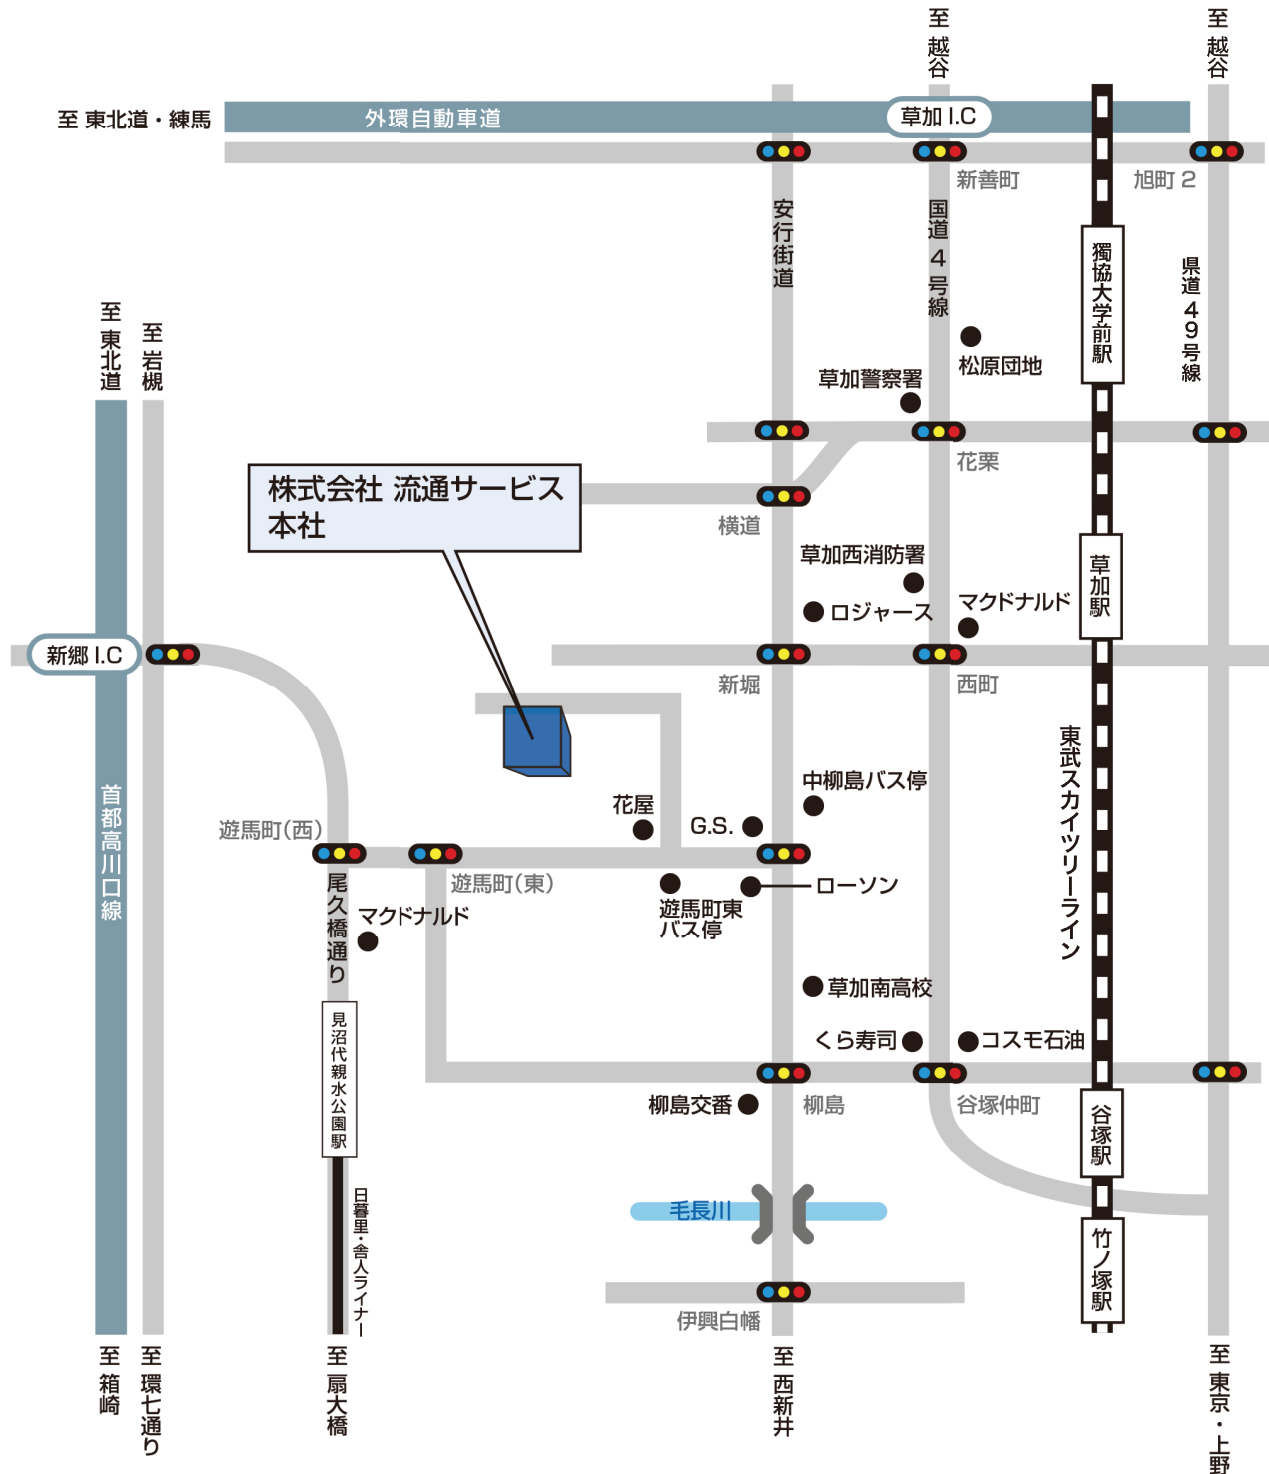 至 越谷
至 越谷
至 東北道・練馬
外環自動車道
草加 I.C
新善町
旭町 2
安行街道
国道 4 号線
獨協大学前駅
県道 49号線
至 東北道
至 岩槻
松原団地
草加警察署
花栗
株式会社 流通サービス
本社
横道
草加西消防署
草加駅
ロジャース
マクドナルド
新郷 I.C
新堀
西町
東武スカイツリーライン
中柳島バス停
首都高川口線
花屋
G.S.
遊馬町(西)
遊馬町(東)
尾久橋通り
マクドナルド
ローソン
遊馬町東
バス停
草加南高校
見沼代親水公園駅
くら寿司
コスモ石油
柳島交番
柳島
谷塚仲町
谷塚駅
日暮里・舎人ライナー
毛長川
竹ノ塚駅
伊興白幡
至 箱崎
至 環七通り
至 扇大橋
至 西新井
至 東京・上野